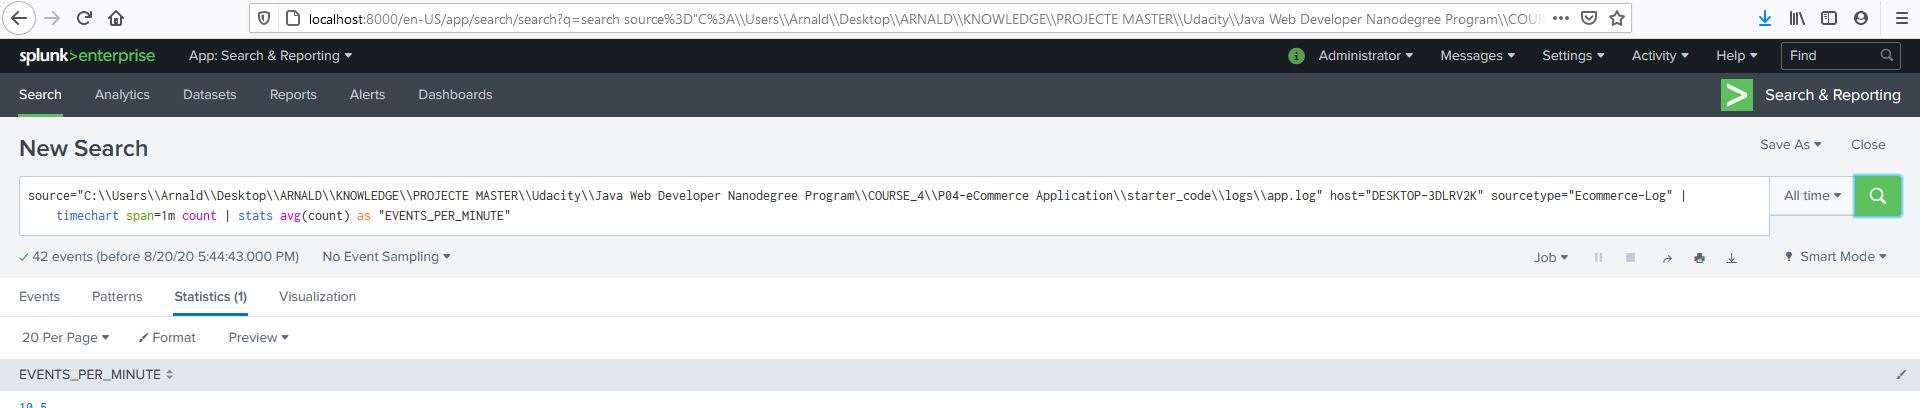 localhost:8000/en-US/app/search/search?q=search source%3D"C%3A\\Users\\Arnald\\Desktop\\ARNALD\\KNOWLEDGE\\PROJECTE MASTER\\Udacity\\Java Web Developer Nanodegree Program\\COUR
splunk>enterprise App: Search & Reporting Administrator Messages Settings Activity Help Find
Search Analytics Datasets Reports Alerts Dashboards Search & Reporting
New Search Save As Close
source="C:\\Users\\Arnald\\Desktop\\ARNALD\\KNOWLEDGE\\PROJECTE MASTER\\Udacity\\Java Web Developer Nanodegree Program\\COURSE_4\\P04-eCommerce Application\\starter_code\\logs\\app.log" host="DESKTOP-3DLRV2K" sourcetype="Ecommerce-Log" |
timechart span=1m count | stats avg(count) as "EVENTS_PER_MINUTE"
All time
42 events (before 8/20/20 5:44:43.000 PM) No Event Sampling Job Smart Mode
Events Patterns Statistics (1) Visualization
20 Per Page Format Preview
EVENTS_PER_MINUTE
10.5